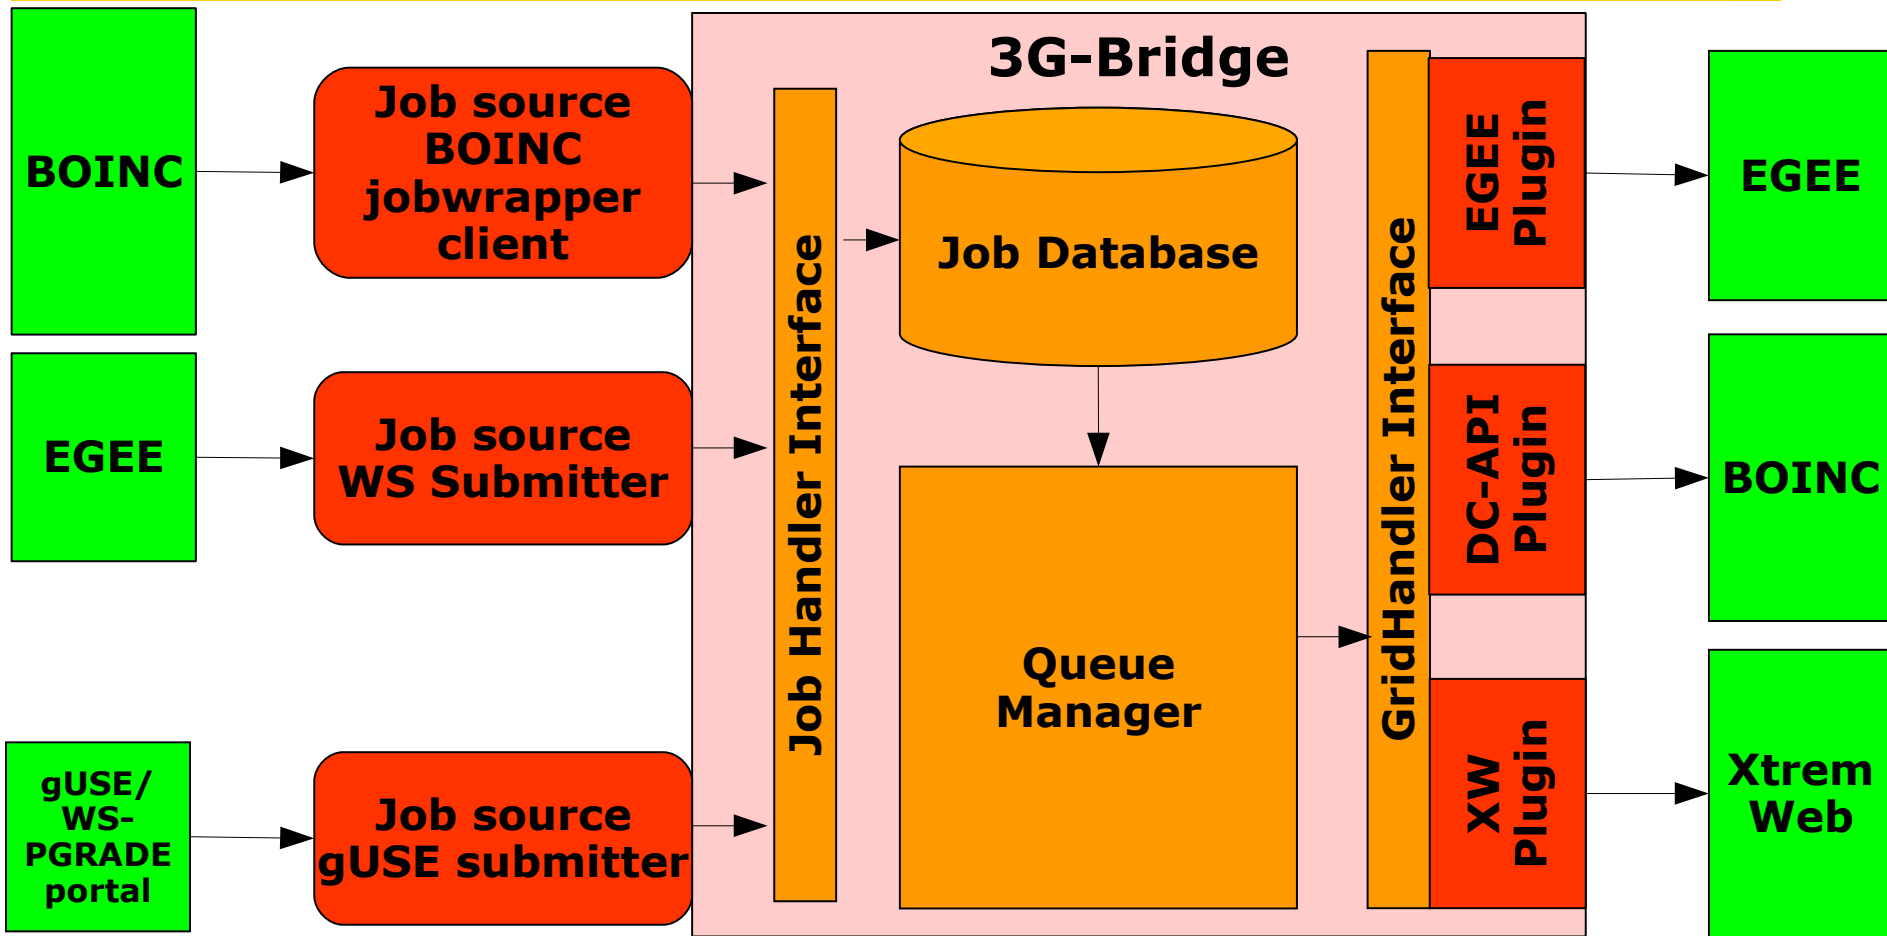 3G-Bridge
BOINC
Job source
BOINC
jobwrapper
client
EGEE
Job source
WS Submitter
gUSE/
WS-
PGRADE
portal
Job source
gUSE submitter
Job Handler Interface
Job Database
Queue
Manager
GridHandler Interface
EGEE
Plugin
DC-API
Plugin
XW
Plugin
EGEE
BOINC
Xtrem
Web